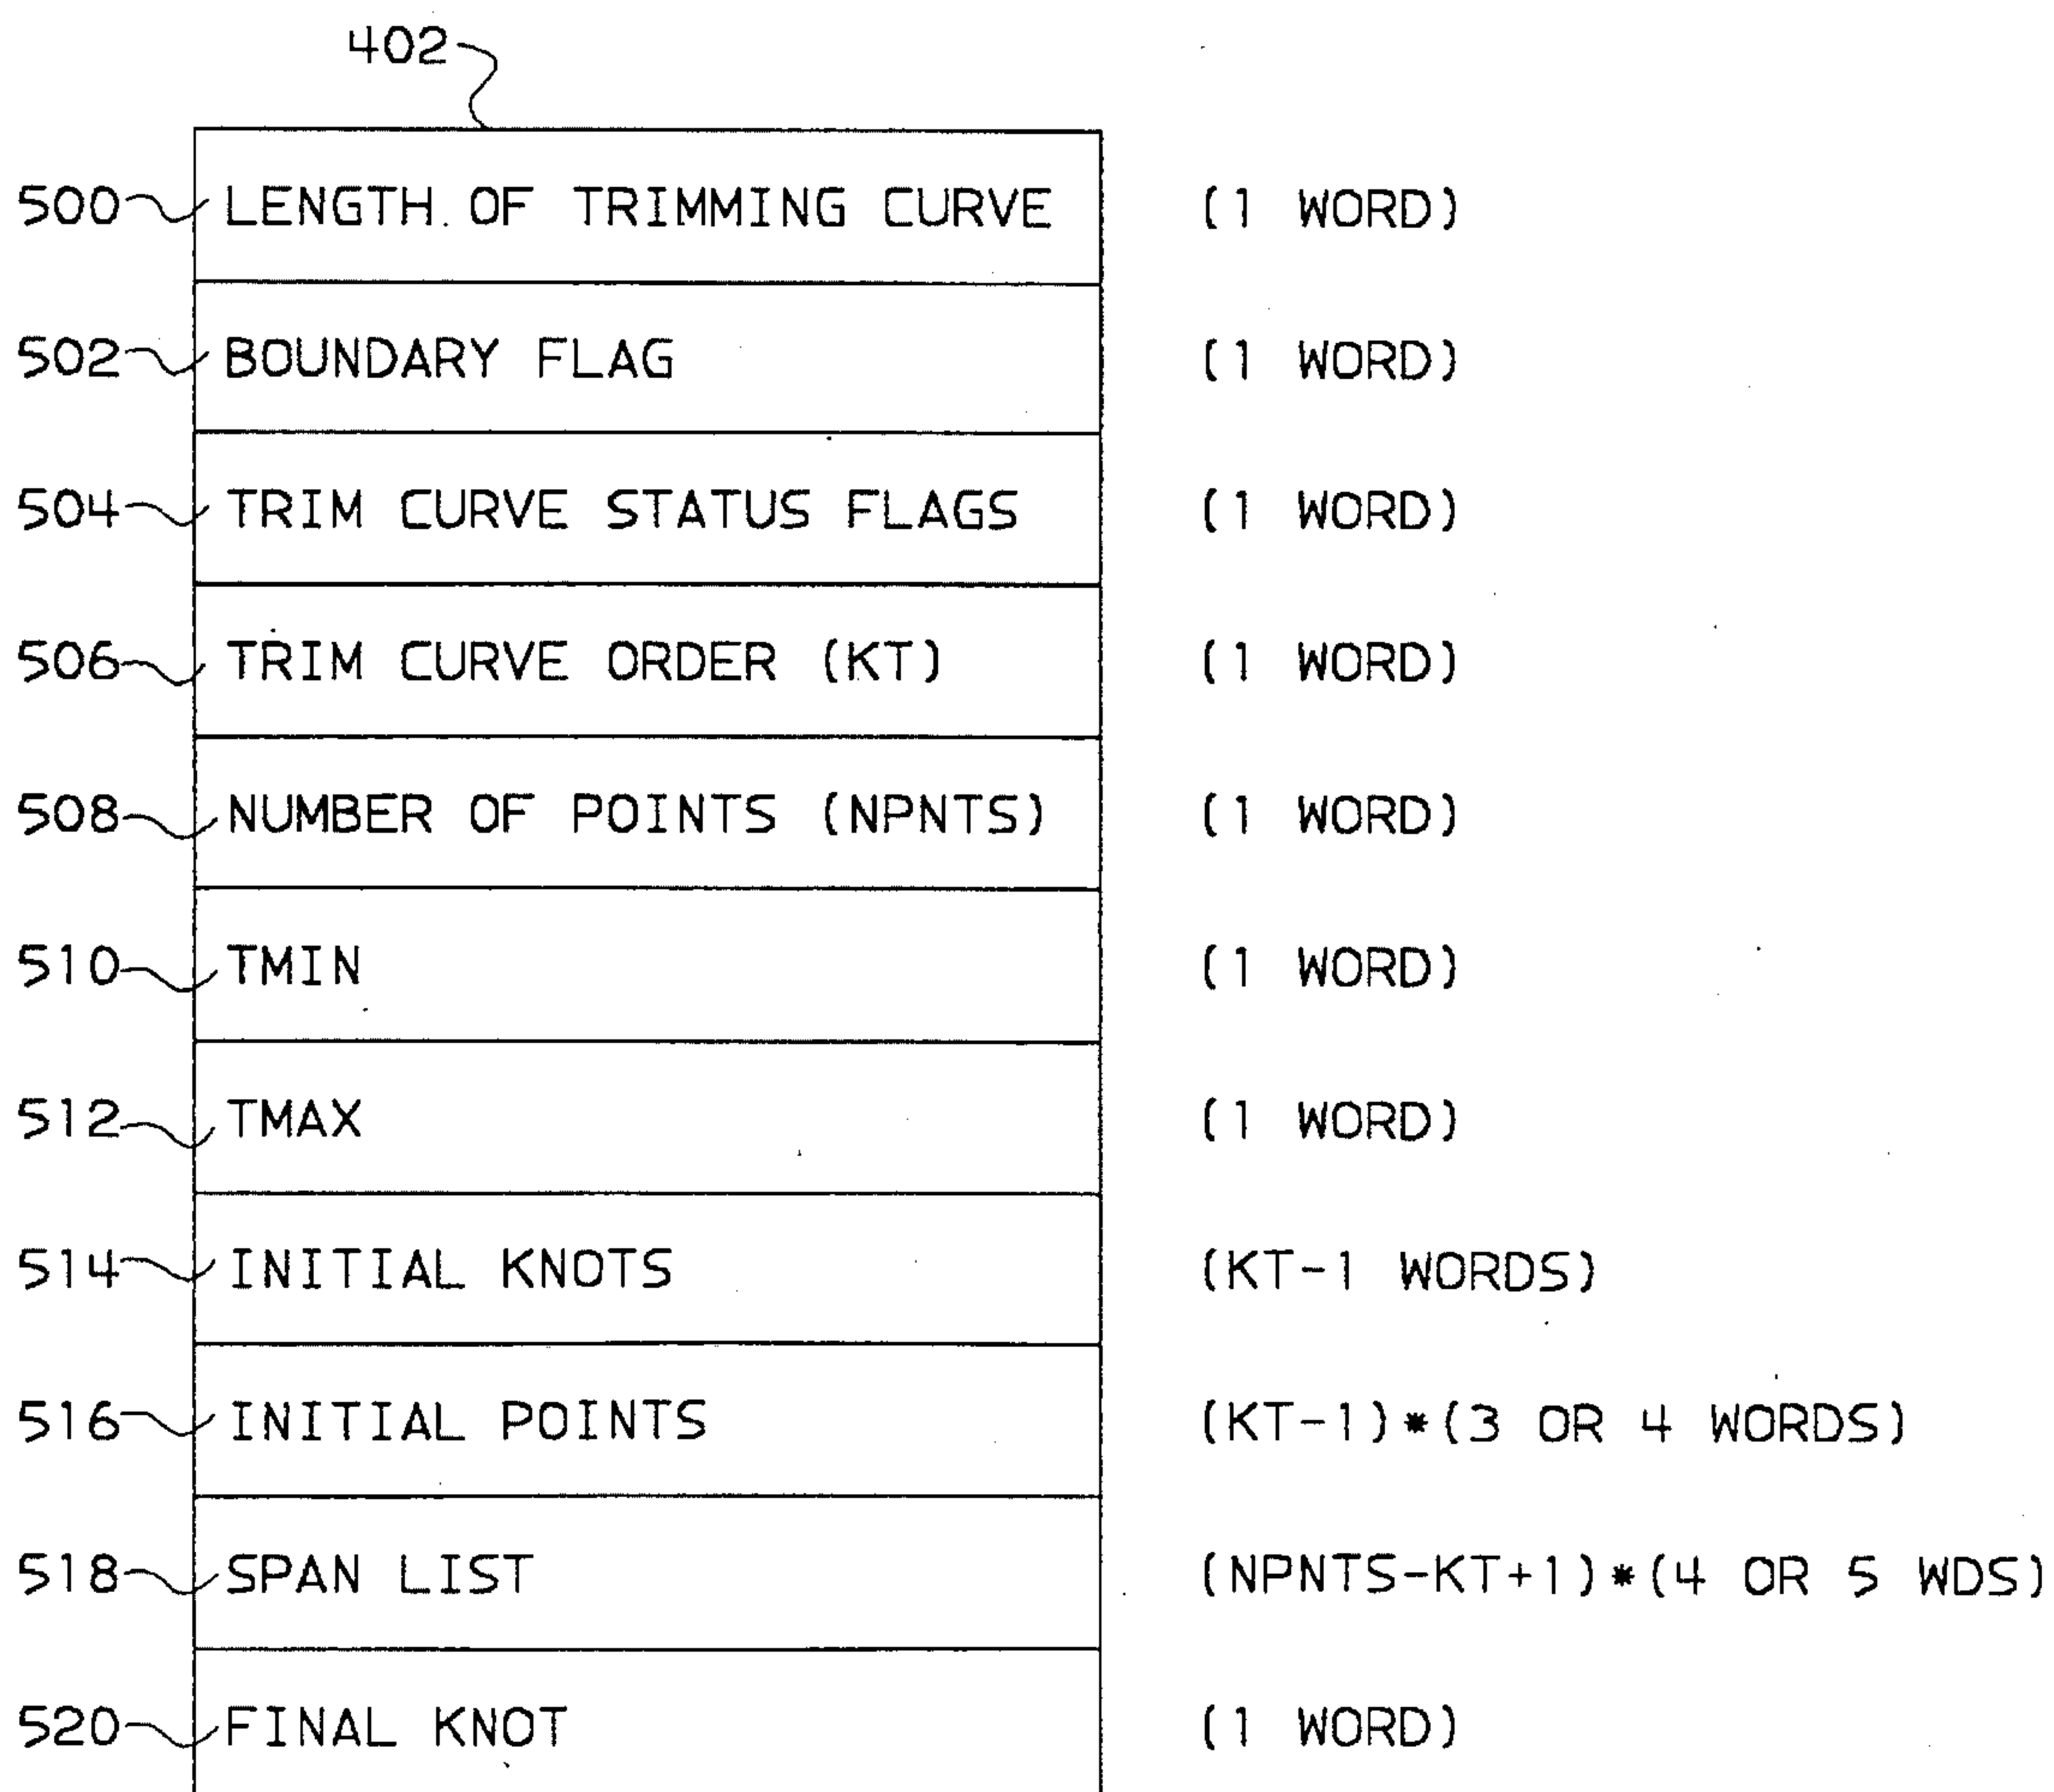 402
500 LENGTH OF TRIMMING CURVE (1 WORD)
502 BOUNDARY FLAG (1 WORD)
504 TRIM CURVE STATUS FLAGS (1 WORD)
506 TRIM CURVE ORDER (KT) (1 WORD)
508 NUMBER OF POINTS (NPNTS) (1 WORD)
510 TMIN (1 WORD)
512 TMAX (1 WORD)
514 INITIAL KNOTS (KT-1 WORDS)
516 INITIAL POINTS (KT-1)*(3 OR 4 WORDS)
518 SPAN LIST (NPNTS-KT+1)*(4 OR 5 WDS)
520 FINAL KNOT (1 WORD)